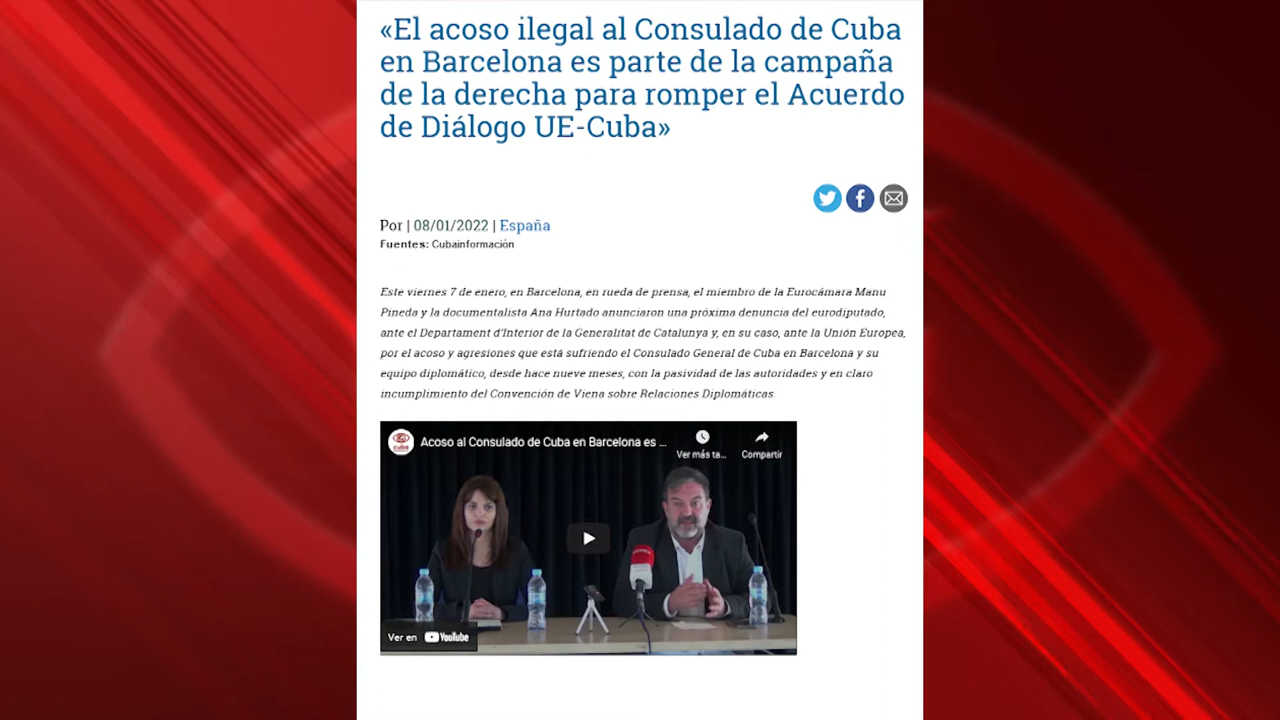 «El acoso ilegal al Consulado de Cuba
en Barcelona es parte de la campaña
de la derecha para romper el Acuerdo
de Diálogo UE-Cuba»
Por | 08/01/2022 | España
Fuentes: Cubainformación
Este viernes 7 de enero, en Barcelona, en rueda de prensa, el miembro de la Eurocámara Manu
Pineda y la documentalista Ana Hurtado anunciaron una próxima denuncia del eurodiputado,
ante el Departament d’Interior de la Generalitat de Catalunya y, en su caso, ante la Unión Europea,
por el acoso y agresiones que está sufriendo el Consulado General de Cuba en Barcelona y su
equipo diplomático, desde hace nueve meses, con la pasividad de las autoridades y en claro
incumplimiento del Convención de Viena sobre Relaciones Diplomáticas.
cuba
Acoso al Consulado de Cuba en Barcelona es ...
Ver más ta...
Compartir
Ver en YouTube